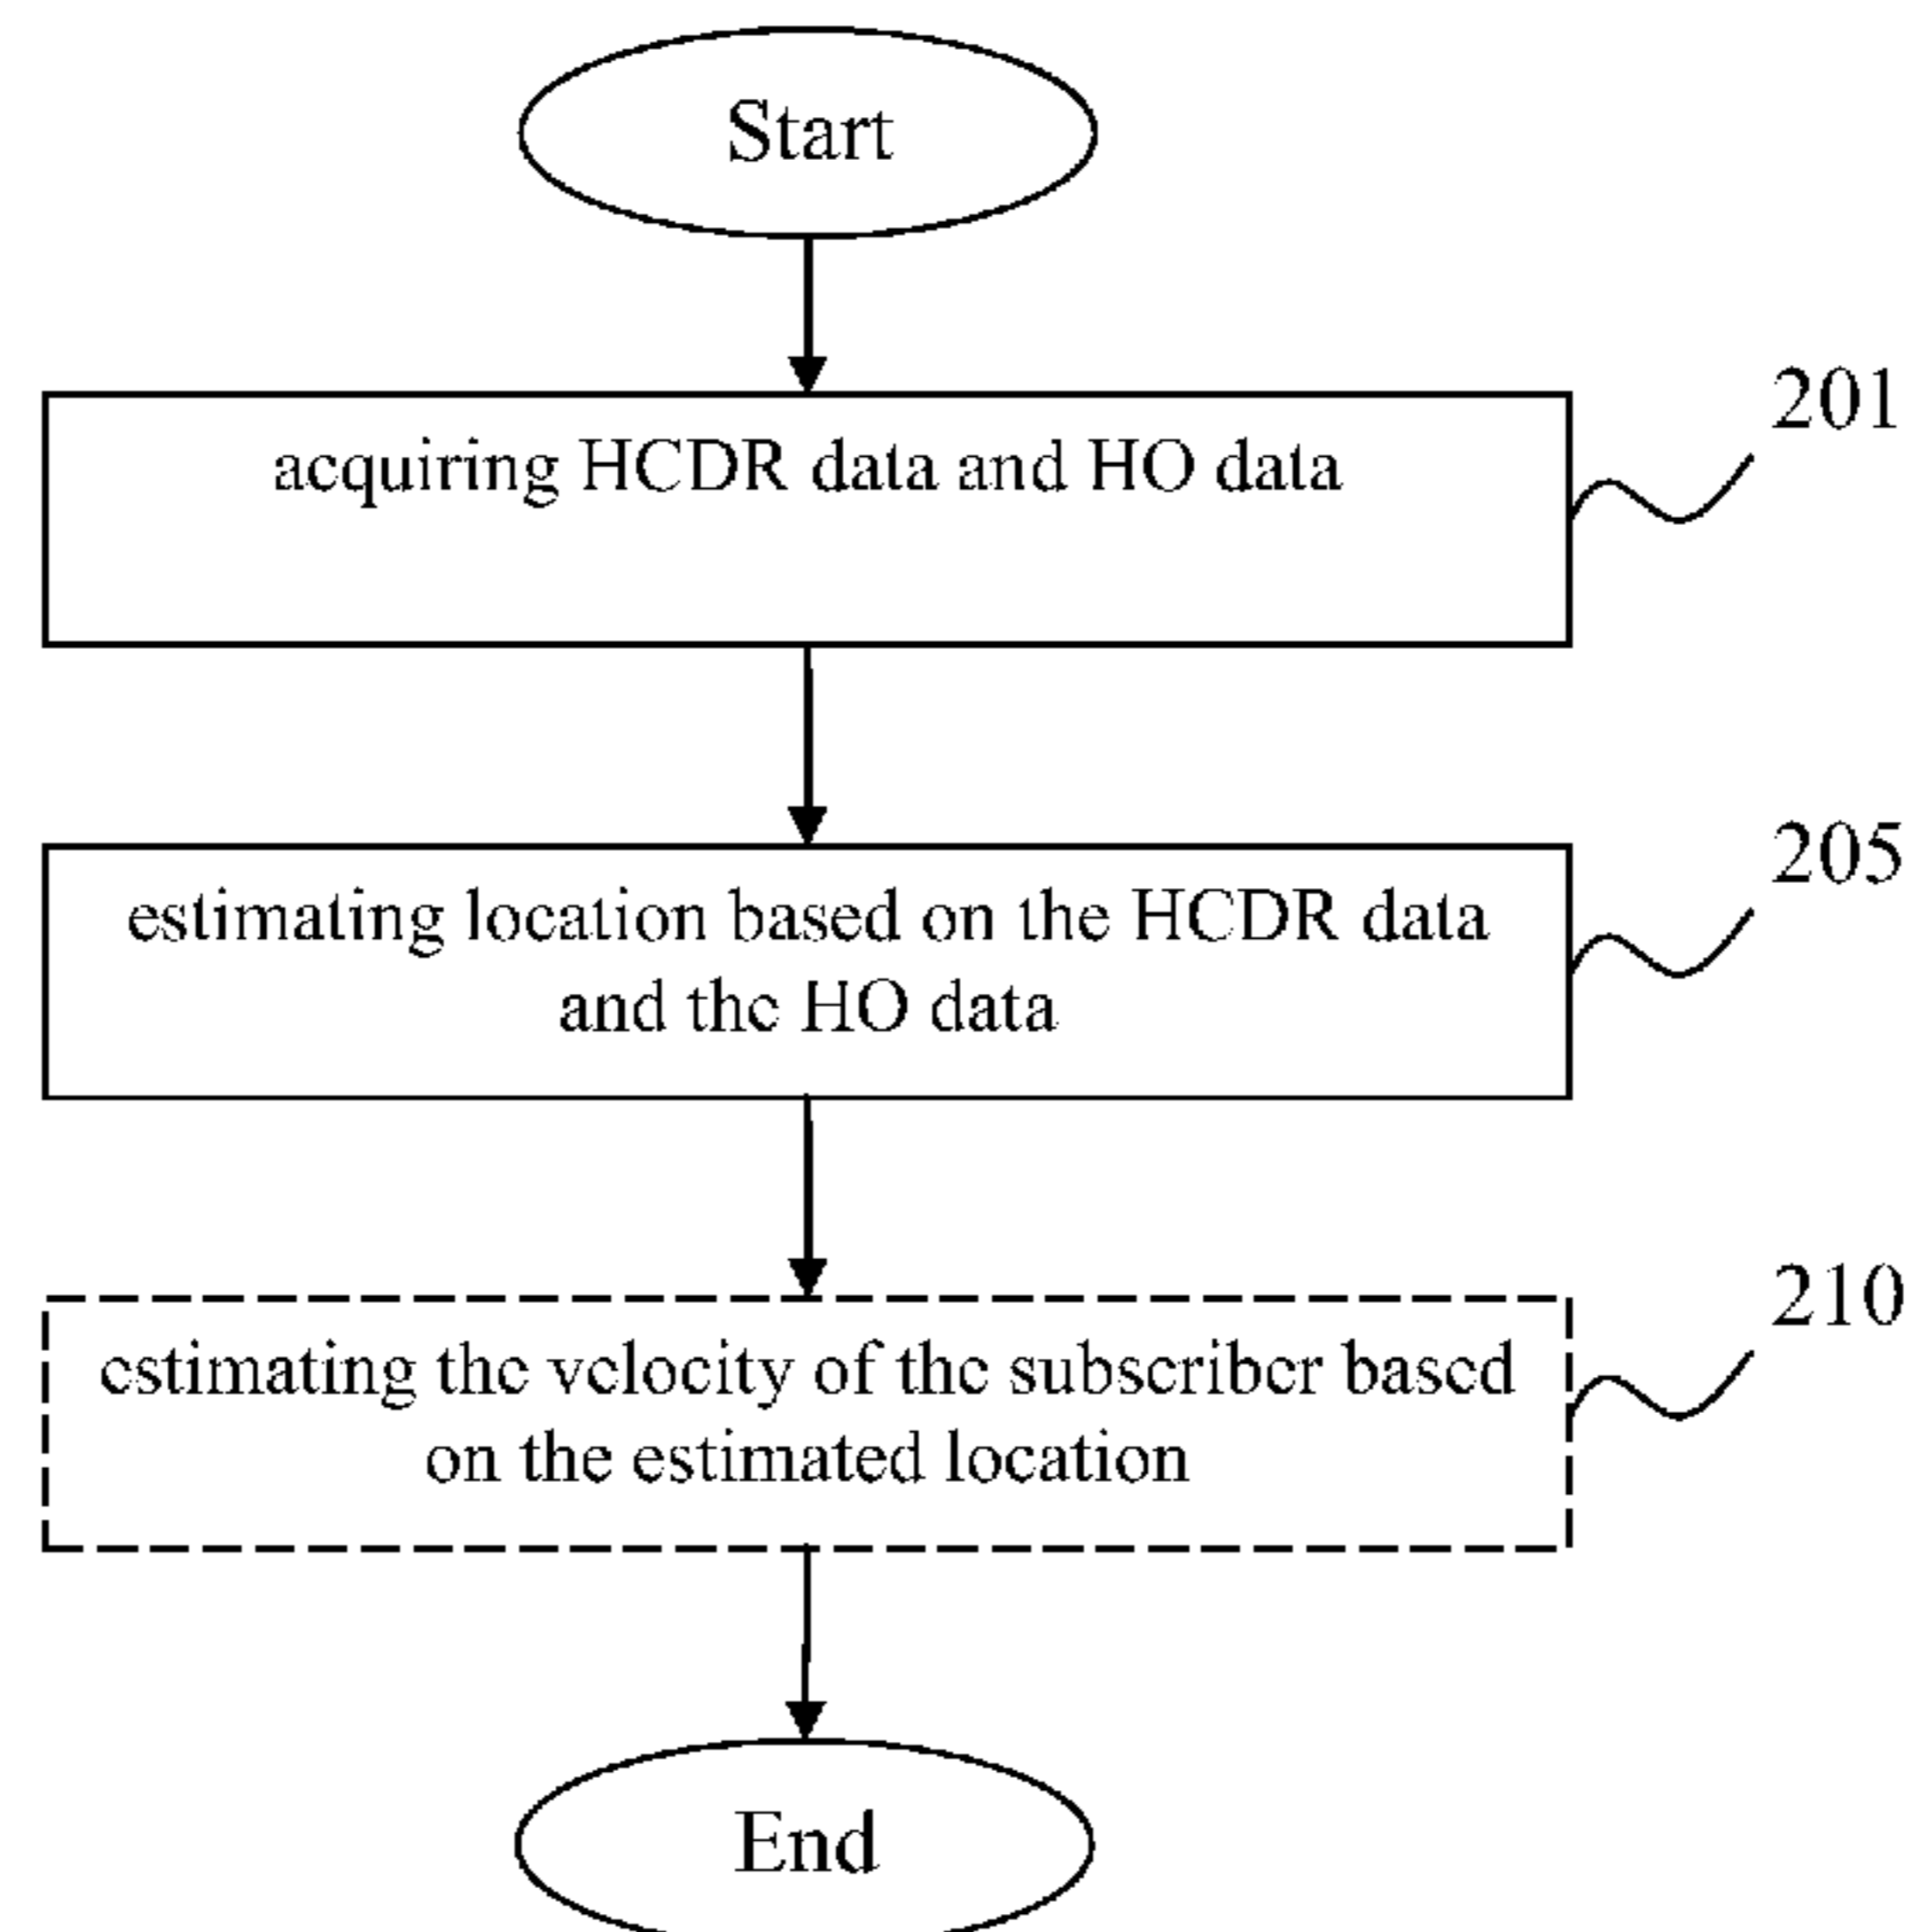 Start
201
acquiring HCDR data and HO data
205
estimating location based on the HCDR data
and the HO data
210
estimating the velocity of the subscriber based
on the estimated location
End